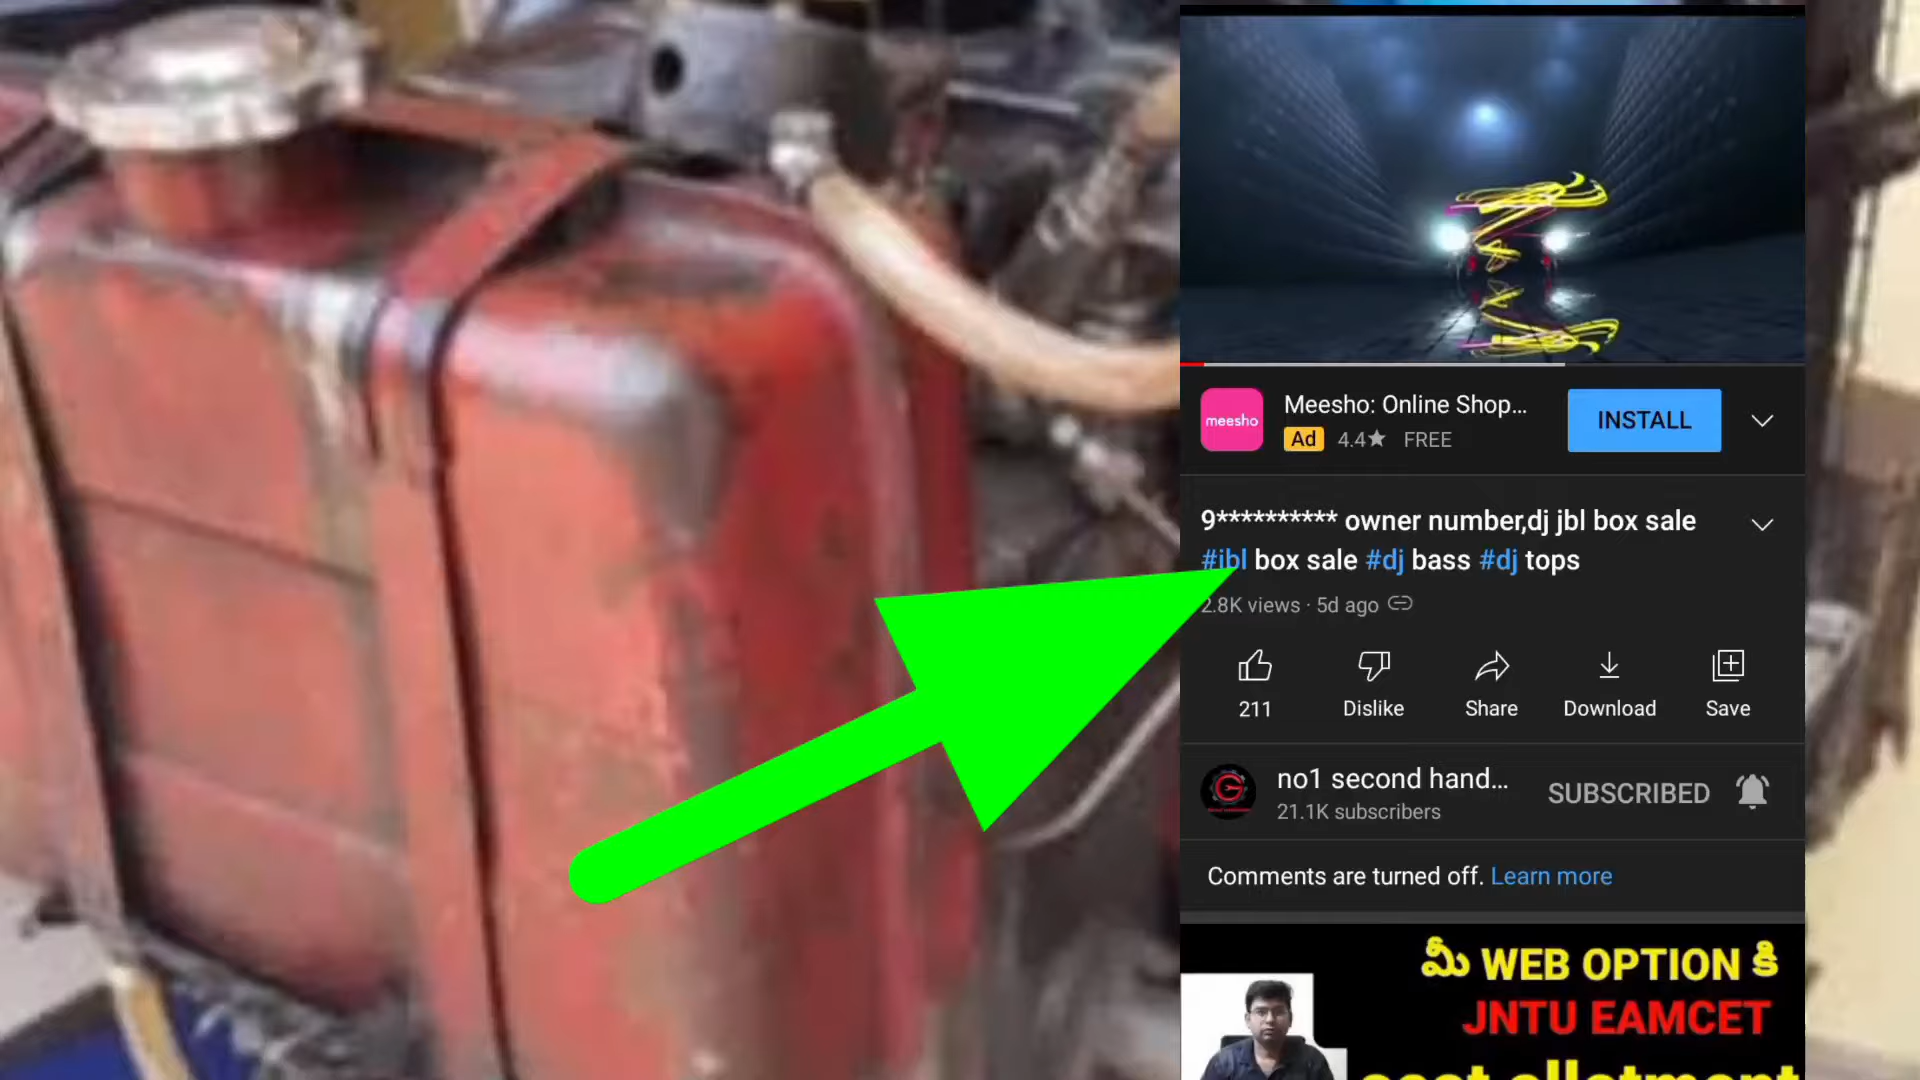 meesho
Meesho: Online Shop...
Ad 4.4★ FREE
INSTALL
9********** owner number,dj jbl box sale
#jbl box sale #dj bass #dj tops
2.8K views · 5d ago
211
Dislike
Share
Download
Save
no1 second hand...
21.1K subscribers
SUBSCRIBED
Comments are turned off. Learn more
మీ WEB OPTION కి
JNTU EAMCET
seat allotment